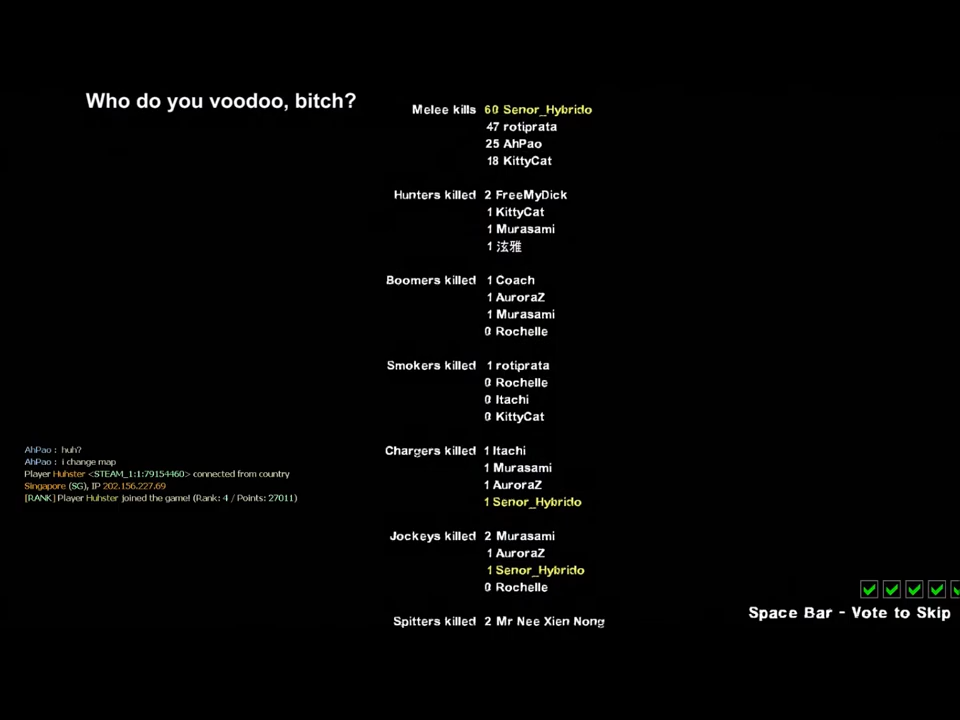 Who do you voodoo, bitch?
Melee kills 60 Senor_Hybrido
47 rotiprata
25 AhPao
18 KittyCat
Hunters killed 2 FreeMyDick
1 KittyCat
1 Murasami
1 泫雅
Boomers killed 1 Coach
1 AuroraZ
1 Murasami
0 Rochelle
Smokers killed 1 rotiprata
0 Rochelle
0 Itachi
0 KittyCat
Chargers killed 1 Itachi
1 Murasami
1 AuroraZ
1 Senor_Hybrido
Jockeys killed 2 Murasami
1 AuroraZ
1 Senor_Hybrido
0 Rochelle
Spitters killed 2 Mr Nee Xien Nong
AhPao : huh?
AhPao : i change map
Player Huhster <STEAM_1:1:79154460> connected from country
Singapore (SG), IP 202.156.227.69
[RANK] Player Huhster joined the game! (Rank: 4 / Points: 27011)
Space Bar - Vote to Skip